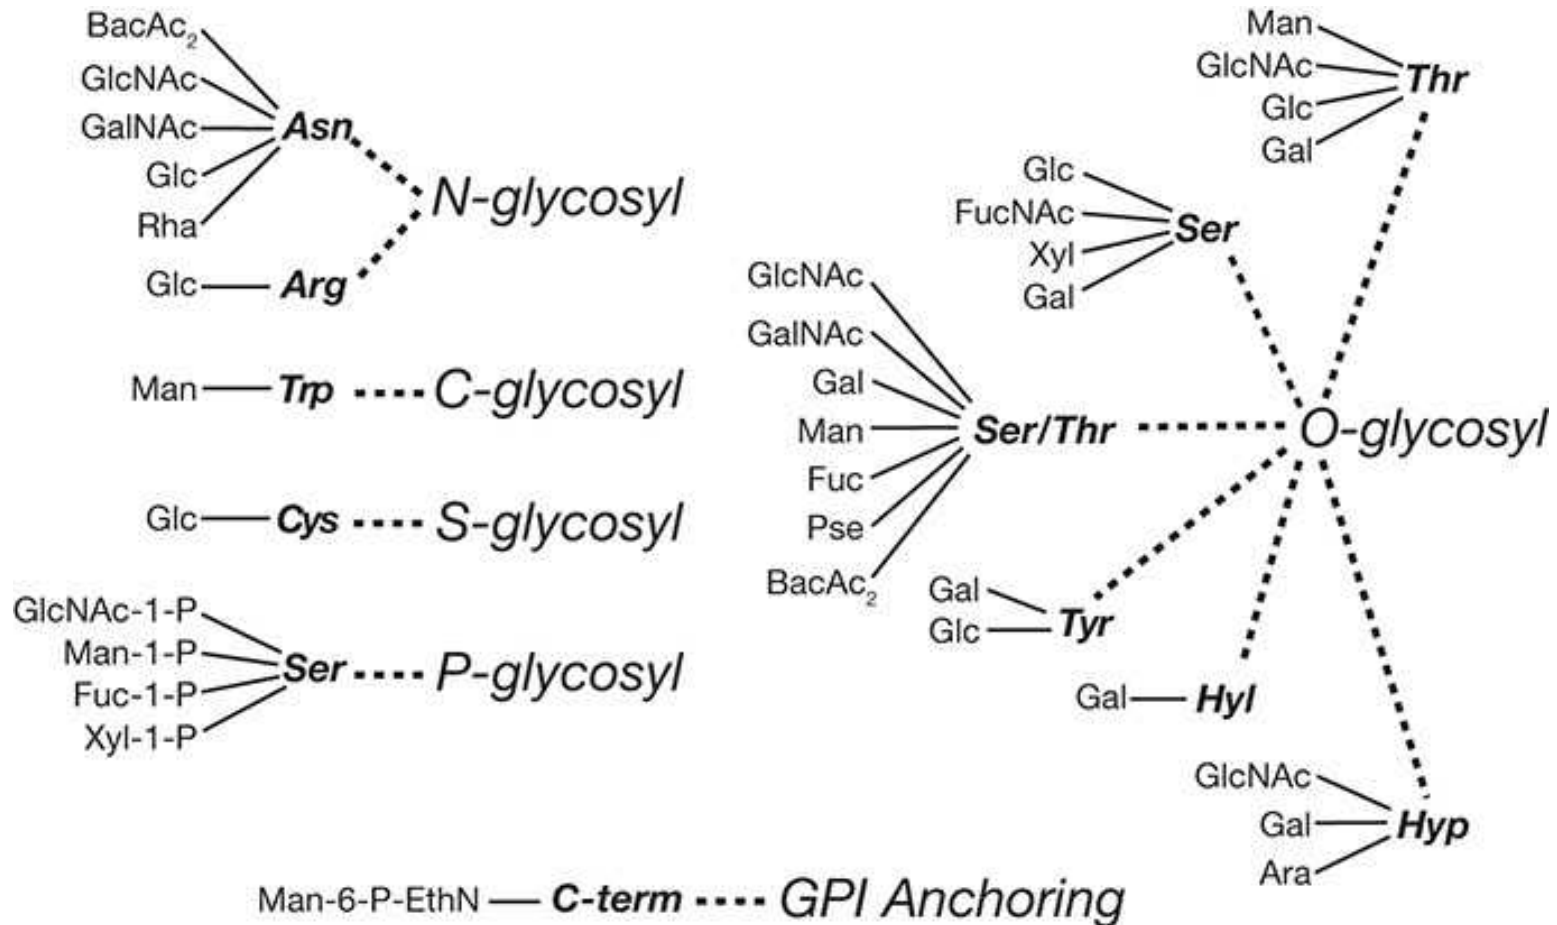 BacAc₂
GlcNAc
GalNAc
Glc
Rha
Asn
Glc
Arg
N-glycosyl
Man
Trp
C-glycosyl
Glc
Cys
S-glycosyl
GlcNAc-1-P
Man-1-P
Fuc-1-P
Xyl-1-P
Ser
P-glycosyl
Man
GlcNAc
Glc
Gal
Thr
Glc
FucNAc
Xyl
Gal
Ser
GlcNAc
GalNAc
Gal
Man
Fuc
Pse
BacAc₂
Ser/Thr
O-glycosyl
Gal
Glc
Tyr
Gal
Hyl
GlcNAc
Gal
Ara
Hyp
Man-6-P-EthN
C-term
GPI Anchoring